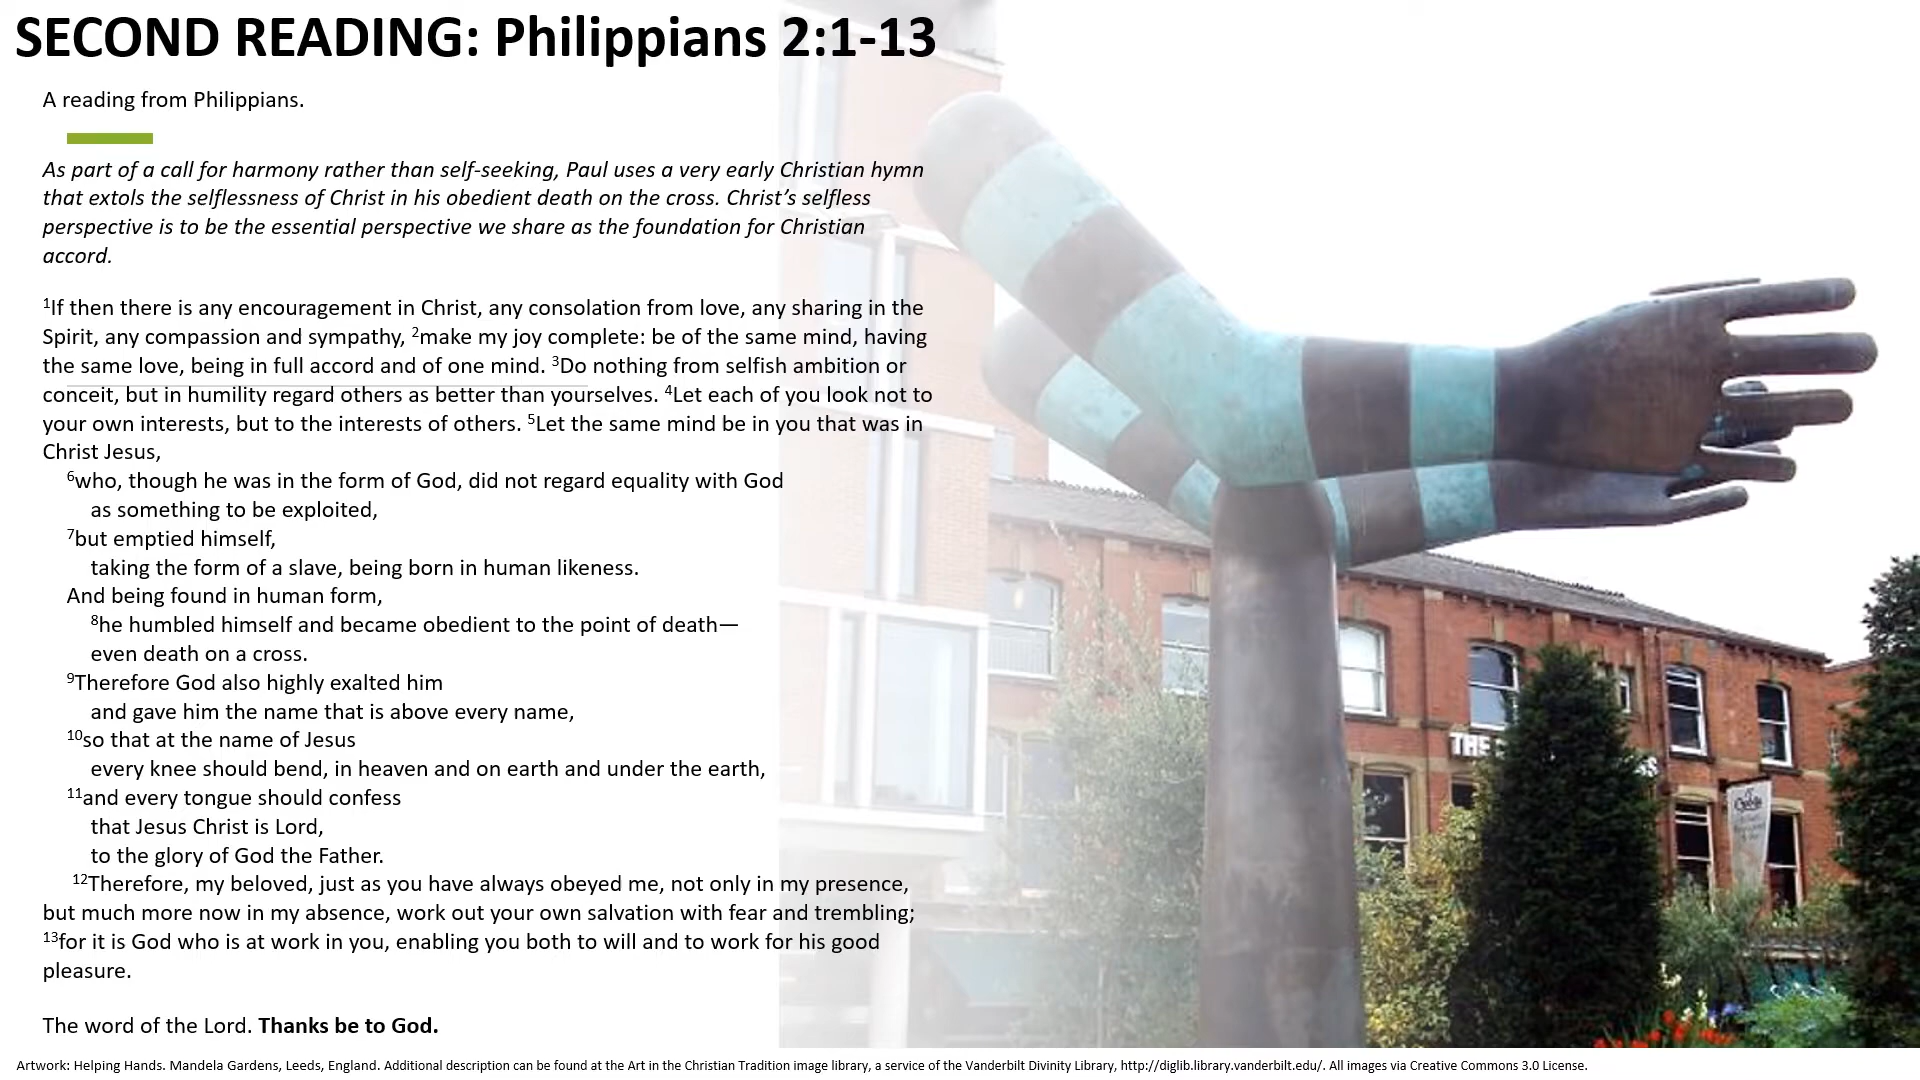 SECOND READING: Philippians 2:1-13
A reading from Philippians.
As part of a call for harmony rather than self-seeking, Paul uses a very early Christian hymn
that extols the selflessness of Christ in his obedient death on the cross. Christ’s selfless
perspective is to be the essential perspective we share as the foundation for Christian
accord.
¹If then there is any encouragement in Christ, any consolation from love, any sharing in the
Spirit, any compassion and sympathy, ²make my joy complete: be of the same mind, having
the same love, being in full accord and of one mind. ³Do nothing from selfish ambition or
conceit, but in humility regard others as better than yourselves. ⁴Let each of you look not to
your own interests, but to the interests of others. ⁵Let the same mind be in you that was in
Christ Jesus,
⁶who, though he was in the form of God, did not regard equality with God
as something to be exploited,
⁷but emptied himself,
taking the form of a slave, being born in human likeness.
And being found in human form,
⁸he humbled himself and became obedient to the point of death—
even death on a cross.
⁹Therefore God also highly exalted him
and gave him the name that is above every name,
¹⁰so that at the name of Jesus
every knee should bend, in heaven and on earth and under the earth,
¹¹and every tongue should confess
that Jesus Christ is Lord,
to the glory of God the Father.
¹²Therefore, my beloved, just as you have always obeyed me, not only in my presence,
but much more now in my absence, work out your own salvation with fear and trembling;
¹³for it is God who is at work in you, enabling you both to will and to work for his good
pleasure.
The word of the Lord. Thanks be to God.
THE
Artwork: Helping Hands. Mandela Gardens, Leeds, England. Additional description can be found at the Art in the Christian Tradition image library, a service of the Vanderbilt Divinity Library, http://diglib.library.vanderbilt.edu/. All images via Creative Commons 3.0 License.